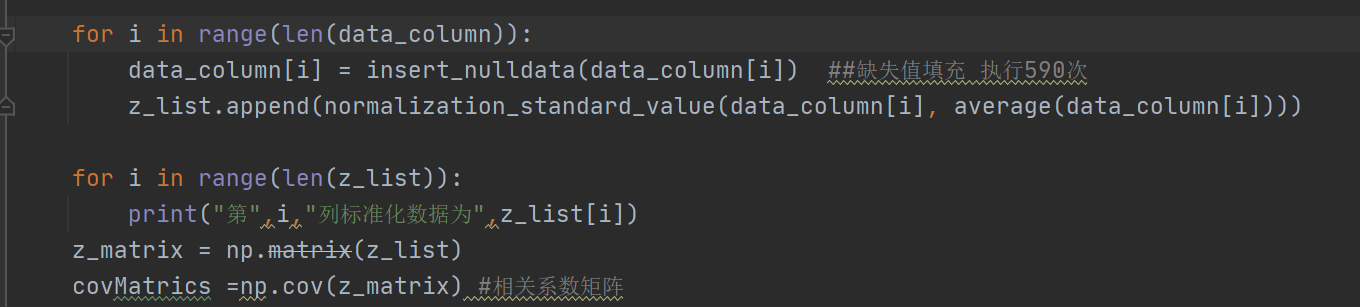 for i in range(len(data_column)):
data_column[i] = insert_nulldata(data_column[i])  ##缺失值填充 执行590次
z_list.append(normalization_standard_value(data_column[i], average(data_column[i])))
for i in range(len(z_list)):
print("第",i,"列标准化数据为",z_list[i])
z_matrix = np.matrix(z_list)
covMatrics =np.cov(z_matrix) #相关系数矩阵